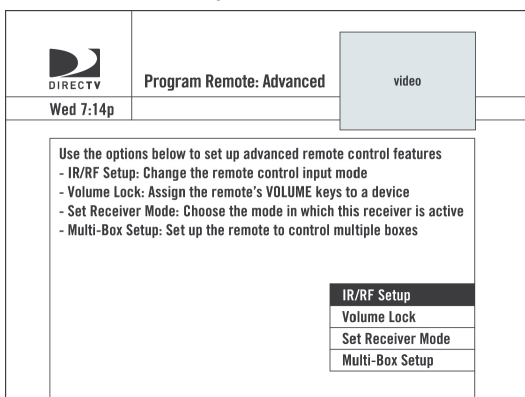 DIRECTV
Program Remote: Advanced
video
Wed 7:14p
Use the options below to set up advanced remote control features
- IR/RF Setup: Change the remote control input mode
- Volume Lock: Assign the remote's VOLUME keys to a device
- Set Receiver Mode: Choose the mode in which this receiver is active
- Multi-Box Setup: Set up the remote to control multiple boxes
IR/RF Setup
Volume Lock
Set Receiver Mode
Multi-Box Setup